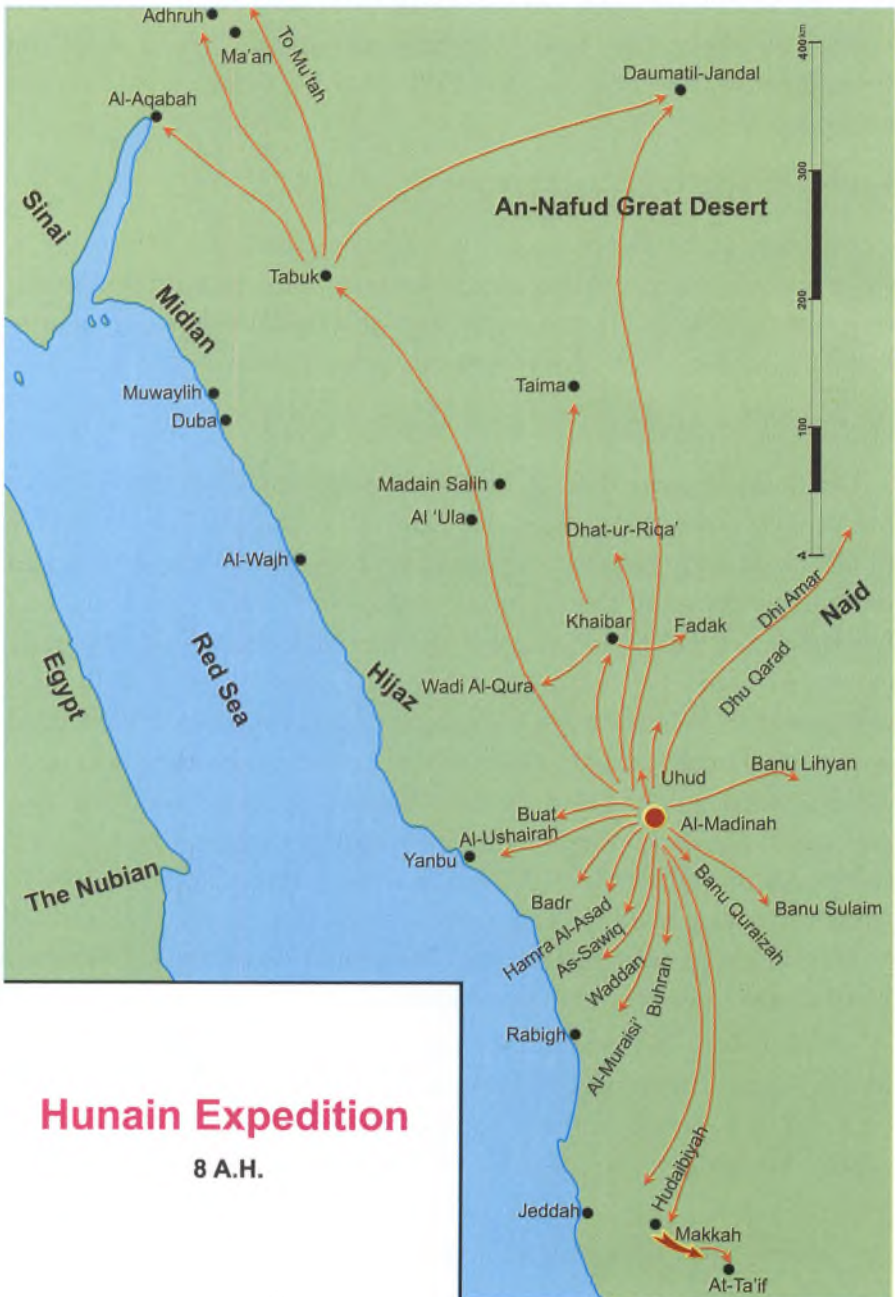 Adhruh
Ma'an
To Mu'tah
400 km
Daumatil-Jandal
Al-Aqabah
300
Sinai
An-Nafud Great Desert
Tabuk
200
Midian
Taima
Muwaylih
Duba
100
Madain Salih
Al 'Ula
Dhat-ur-Riqa'
Al-Wajh
Dhi Amar
Najd
Khaibar
Fadak
Red Sea
Hijaz
Wadi Al-Qura
Dhu Qarad
Egypt
Uhud
Banu Lihyan
Buat
Al-Madinah
Al-Ushairah
Yanbu
The Nubian
Badr
Banu Quraizah
Banu Sulaim
Hamra Al-Asad
As-Sawiq
Waddan
Buhran
Rabigh
Al-Muraisi'
Hunain Expedition
8 A.H.
Hudaibiyah
Jeddah
Makkah
At-Ta'if